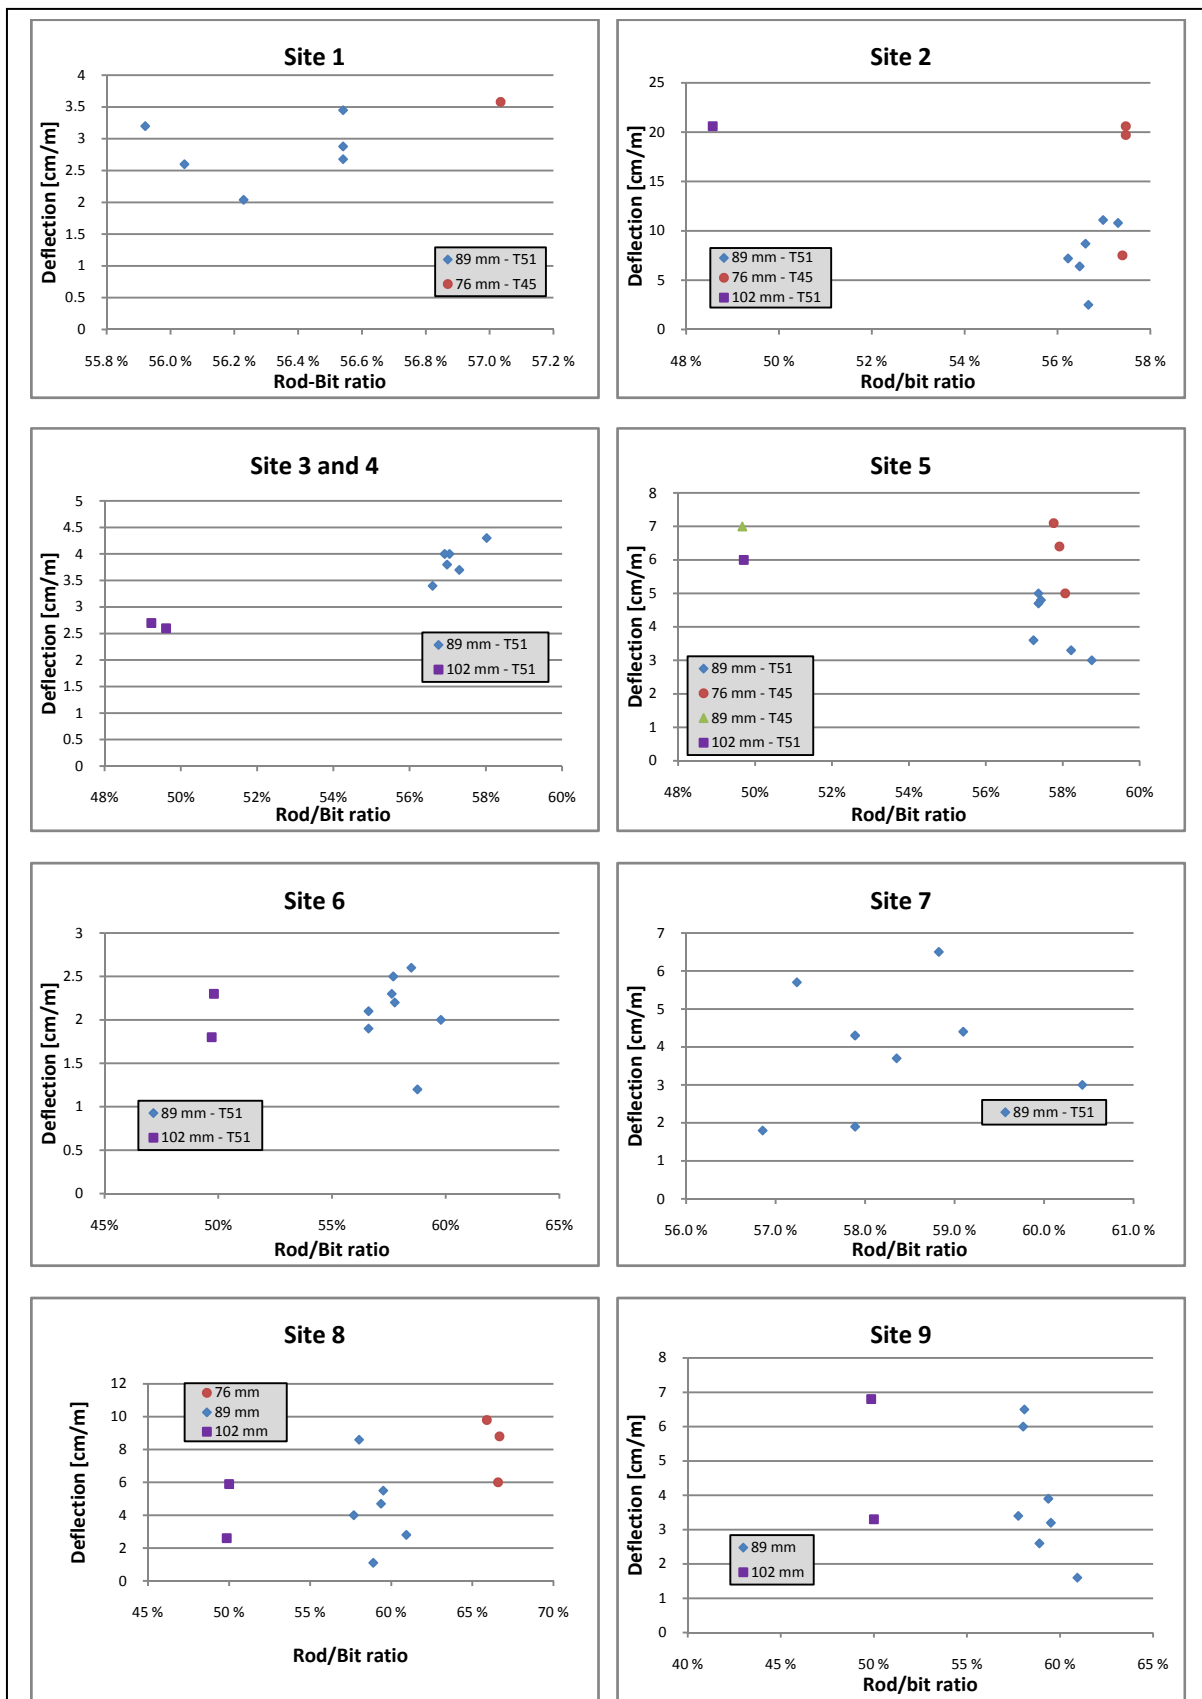 Site 1
Deflection [cm/m]
4
3.5
3
2.5
2
1.5
1
0.5
0
89 mm - T51
76 mm - T45
55.8 % 56.0 % 56.2 % 56.4 % 56.6 % 56.8 % 57.0 % 57.2 %
Rod-Bit ratio
Site 2
Deflection [cm/m]
25
20
15
10
5
0
89 mm - T51
76 mm - T45
102 mm - T51
48% 50% 52% 54% 56% 58%
Rod/bit ratio
Site 3 and 4
Deflection [cm/m]
5
4.5
4
3.5
3
2.5
2
1.5
1
0.5
0
89 mm - T51
102 mm - T51
48% 50% 52% 54% 56% 58% 60%
Rod/Bit ratio
Site 5
Deflection [cm/m]
8
7
6
5
4
3
2
1
0
89 mm - T51
76 mm - T45
89 mm - T45
102 mm - T51
48% 50% 52% 54% 56% 58% 60%
Rod/Bit ratio
Site 6
Deflection [cm/m]
3
2.5
2
1.5
1
0.5
0
89 mm - T51
102 mm - T51
45% 50% 55% 60% 65%
Rod/Bit ratio
Site 7
Deflection [cm/m]
7
6
5
4
3
2
1
0
89 mm - T51
56.0 % 57.0 % 58.0 % 59.0 % 60.0 % 61.0 %
Rod/Bit ratio
Site 8
Deflection [cm/m]
12
10
8
6
4
2
0
76 mm
89 mm
102 mm
45 % 50 % 55 % 60 % 65 % 70 %
Rod/Bit ratio
Site 9
Deflection [cm/m]
8
7
6
5
4
3
2
1
0
89 mm
102 mm
40 % 45 % 50 % 55 % 60 % 65 %
Rod/bit ratio